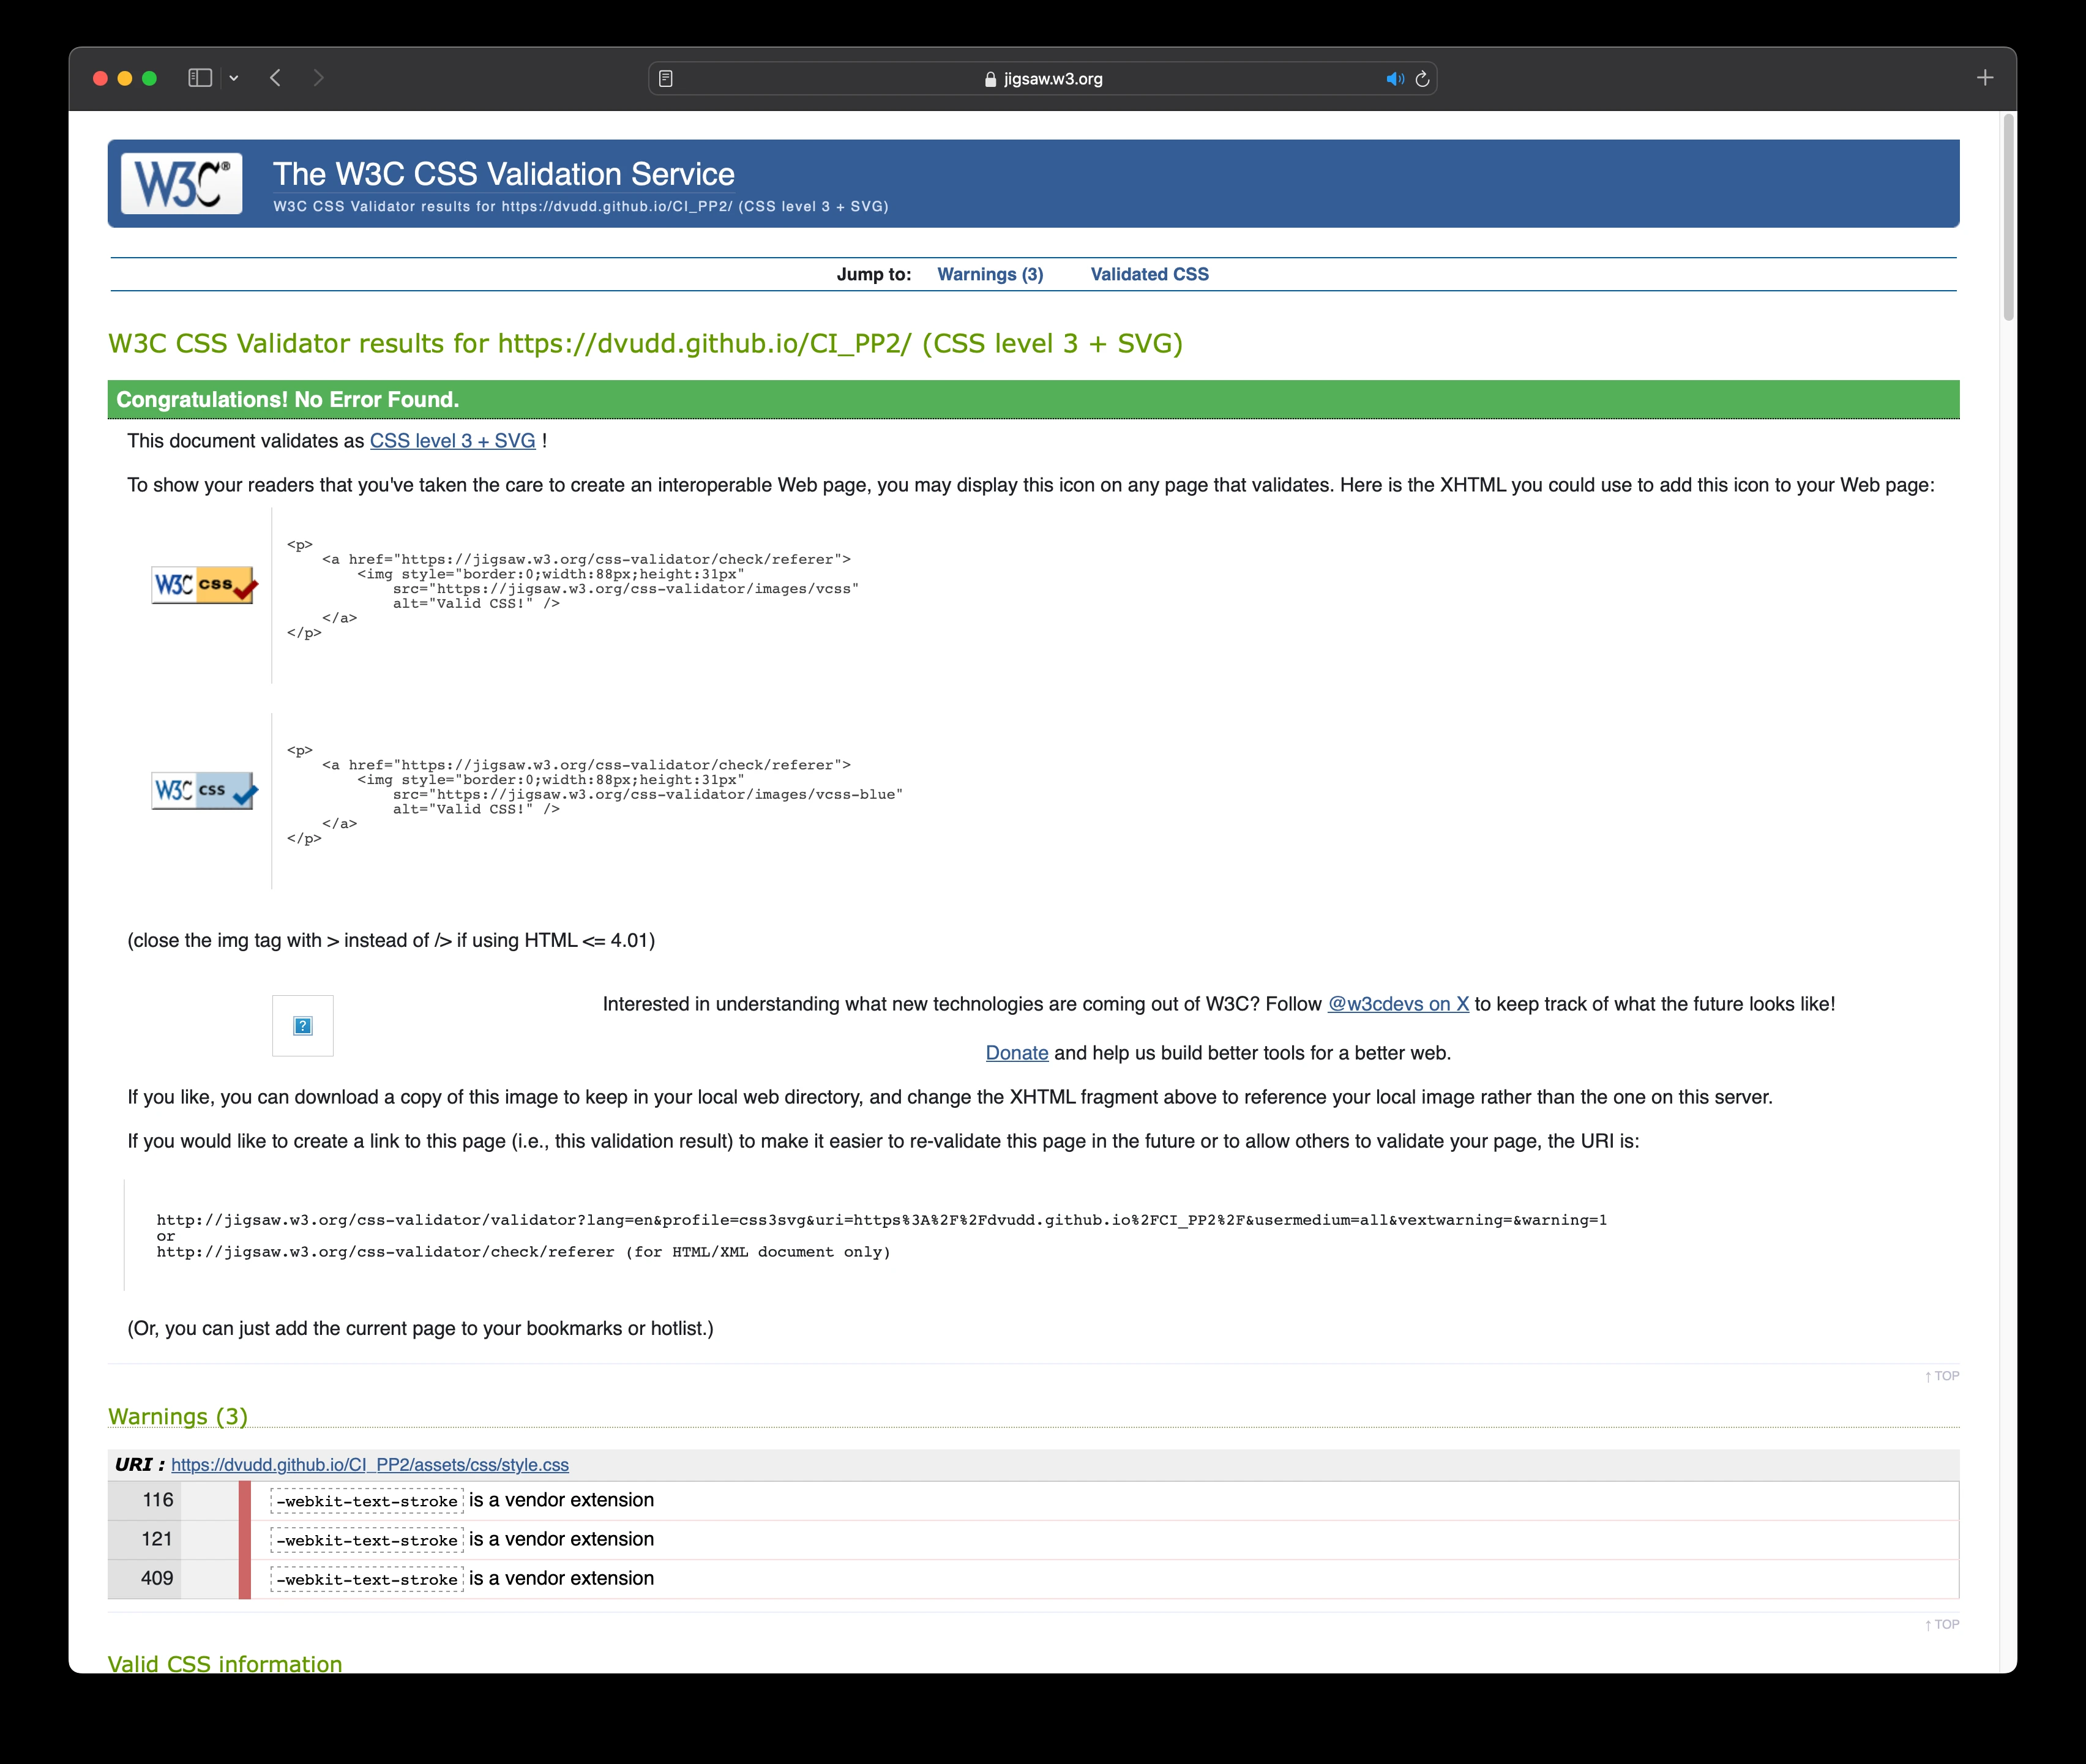 jigsaw.w3.org
W3C®
The W3C CSS Validation Service
W3C CSS Validator results for https://dvudd.github.io/CI_PP2/ (CSS level 3 + SVG)
Jump to: Warnings (3) Validated CSS
W3C CSS Validator results for https://dvudd.github.io/CI_PP2/ (CSS level 3 + SVG)
Congratulations! No Error Found.
This document validates as CSS level 3 + SVG !
To show your readers that you've taken the care to create an interoperable Web page, you may display this icon on any page that validates. Here is the XHTML you could use to add this icon to your Web page:
W3C css
<p>
<a href="https://jigsaw.w3.org/css-validator/check/referer">
<img style="border:0;width:88px;height:31px"
src="https://jigsaw.w3.org/css-validator/images/vcss"
alt="Valid CSS!" />
</a>
</p>
W3C css
<p>
<a href="https://jigsaw.w3.org/css-validator/check/referer">
<img style="border:0;width:88px;height:31px"
src="https://jigsaw.w3.org/css-validator/images/vcss-blue"
alt="Valid CSS!" />
</a>
</p>
(close the img tag with > instead of /> if using HTML <= 4.01)
?
Interested in understanding what new technologies are coming out of W3C? Follow @w3cdevs on X to keep track of what the future looks like!
Donate and help us build better tools for a better web.
If you like, you can download a copy of this image to keep in your local web directory, and change the XHTML fragment above to reference your local image rather than the one on this server.
If you would like to create a link to this page (i.e., this validation result) to make it easier to re-validate this page in the future or to allow others to validate your page, the URI is:
http://jigsaw.w3.org/css-validator/validator?lang=en&profile=css3svg&uri=https%3A%2F%2Fdvudd.github.io%2FCI_PP2%2F&usermedium=all&vextwarning=&warning=1
or
http://jigsaw.w3.org/css-validator/check/referer (for HTML/XML document only)
(Or, you can just add the current page to your bookmarks or hotlist.)
↑ TOP
Warnings (3)
URI : https://dvudd.github.io/CI_PP2/assets/css/style.css
116 -webkit-text-stroke is a vendor extension
121 -webkit-text-stroke is a vendor extension
409 -webkit-text-stroke is a vendor extension
↑ TOP
Valid CSS information